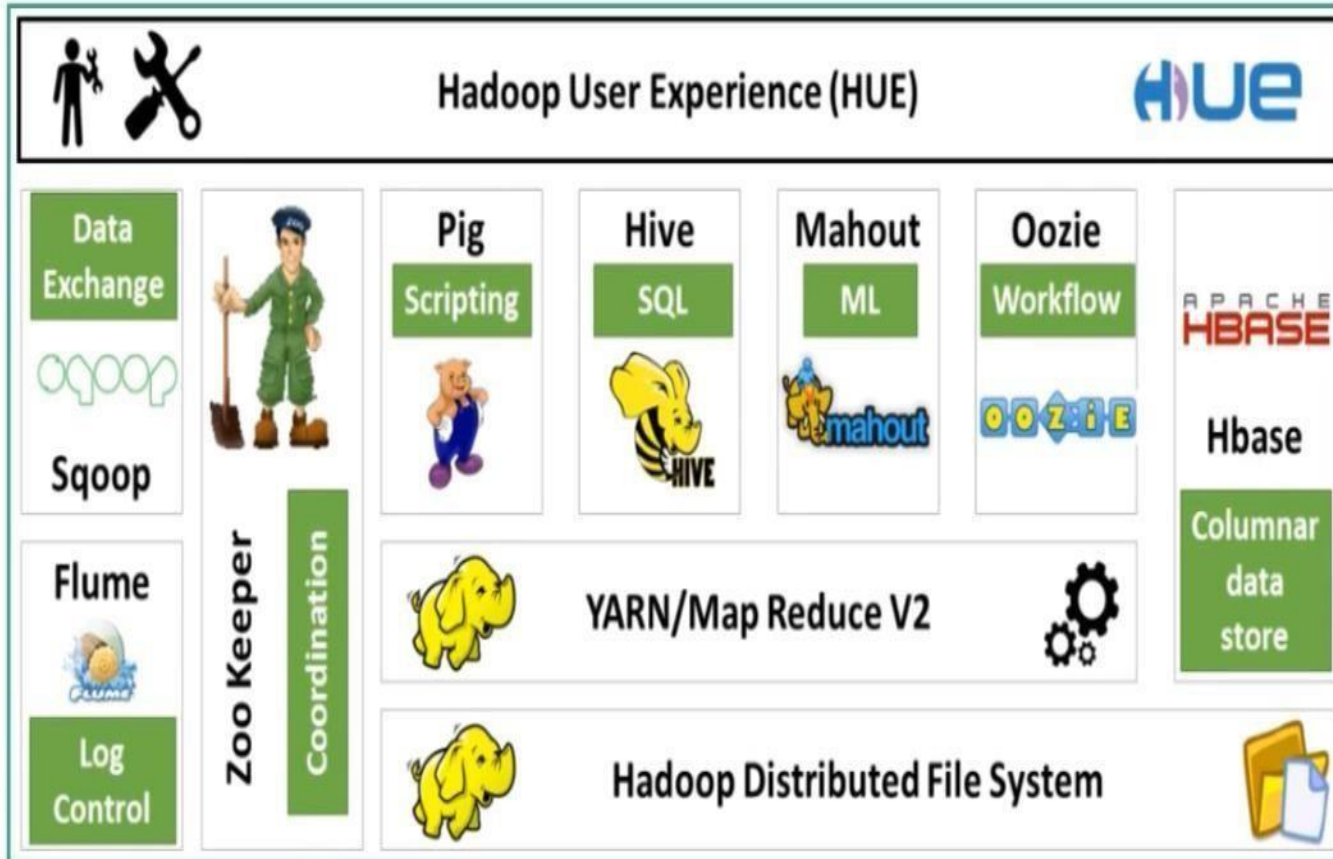 Hadoop User Experience (HUE)
HUE
Data
Exchange
sqoop
Sqoop
Flume
FLUME
Log
Control
ZOO
Zoo Keeper
Coordination
Pig
Scripting
Hive
SQL
HIVE
Mahout
ML
mahout
Oozie
Workflow
OOZiE
APACHE
HBASE
Hbase
Columnar
data
store
YARN/Map Reduce V2
Hadoop Distributed File System